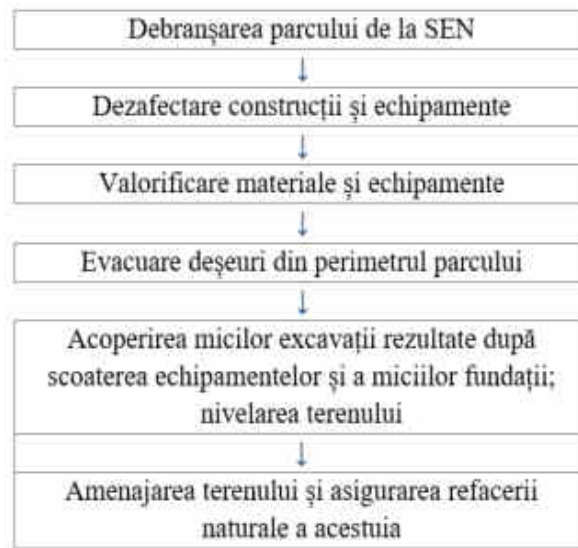 Debranșarea parcului de la SEN
↓
Dezafectare construcții și echipamente
↓
Valorificare materiale și echipamente
↓
Evacuare deșeuri din perimetrul parcului
↓
Acoperirea micilor excavații rezultate după
scoaterea echipamentelor și a miciilor fundații;
nivelarea terenului
↓
Amenajarea terenului și asigurarea refacerii
naturale a acestuia